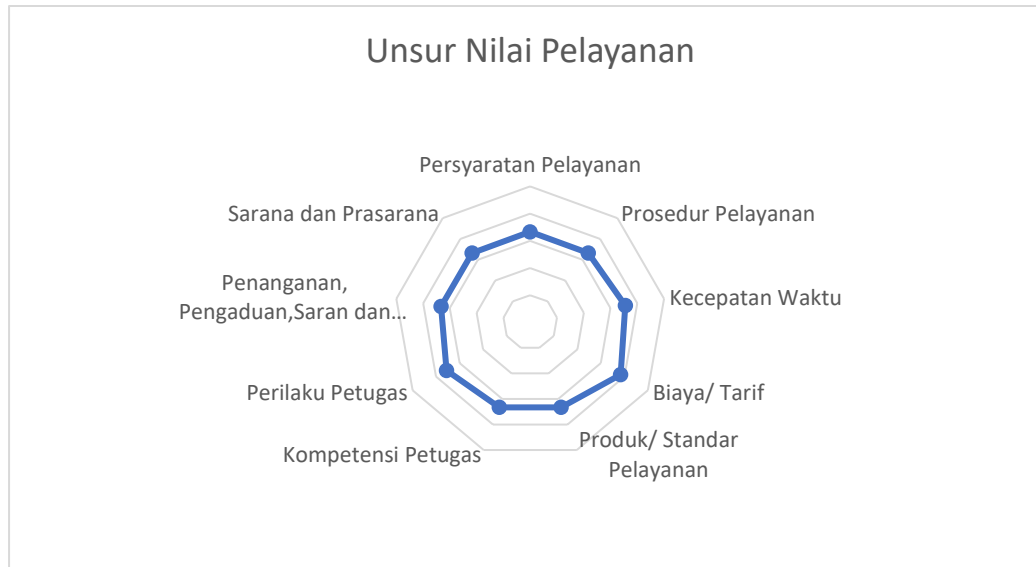 Unsur Nilai Pelayanan
Persyaratan Pelayanan
Prosedur Pelayanan
Kecepatan Waktu
Biaya/ Tarif
Produk/ Standar
Pelayanan
Kompetensi Petugas
Perilaku Petugas
Penanganan,
Pengaduan,Saran dan...
Sarana dan Prasarana